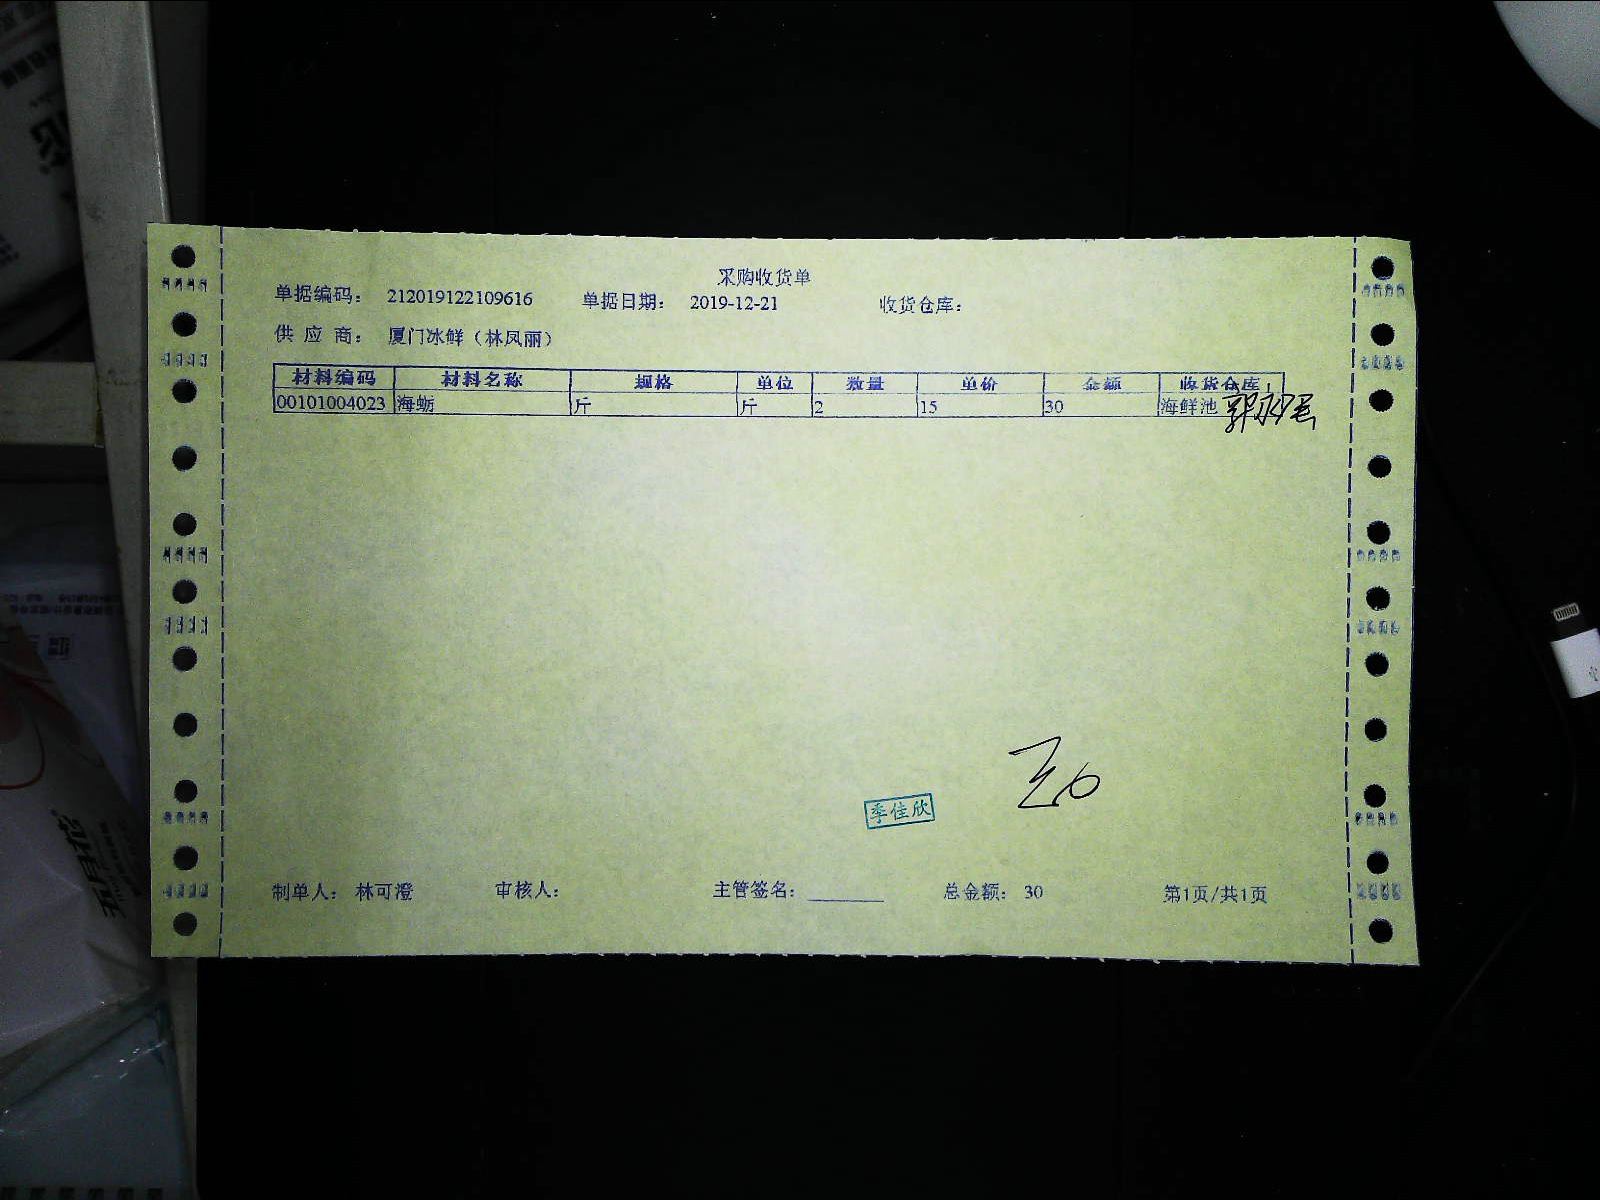 采购收货单
单据编码： 212019122109616 单据日期： 2019-12-21 收货仓库：
供 应 商： 厦门冰鲜（林凤丽）
材料编码 材料名称 规格 单位 数量 单价 金额 收货仓库
00101004023 海蛎 斤 斤 2 15 30 海鲜池
季佳欣
制单人： 林可澄 审核人： 主管签名： 总金额： 30 第1页/共1页